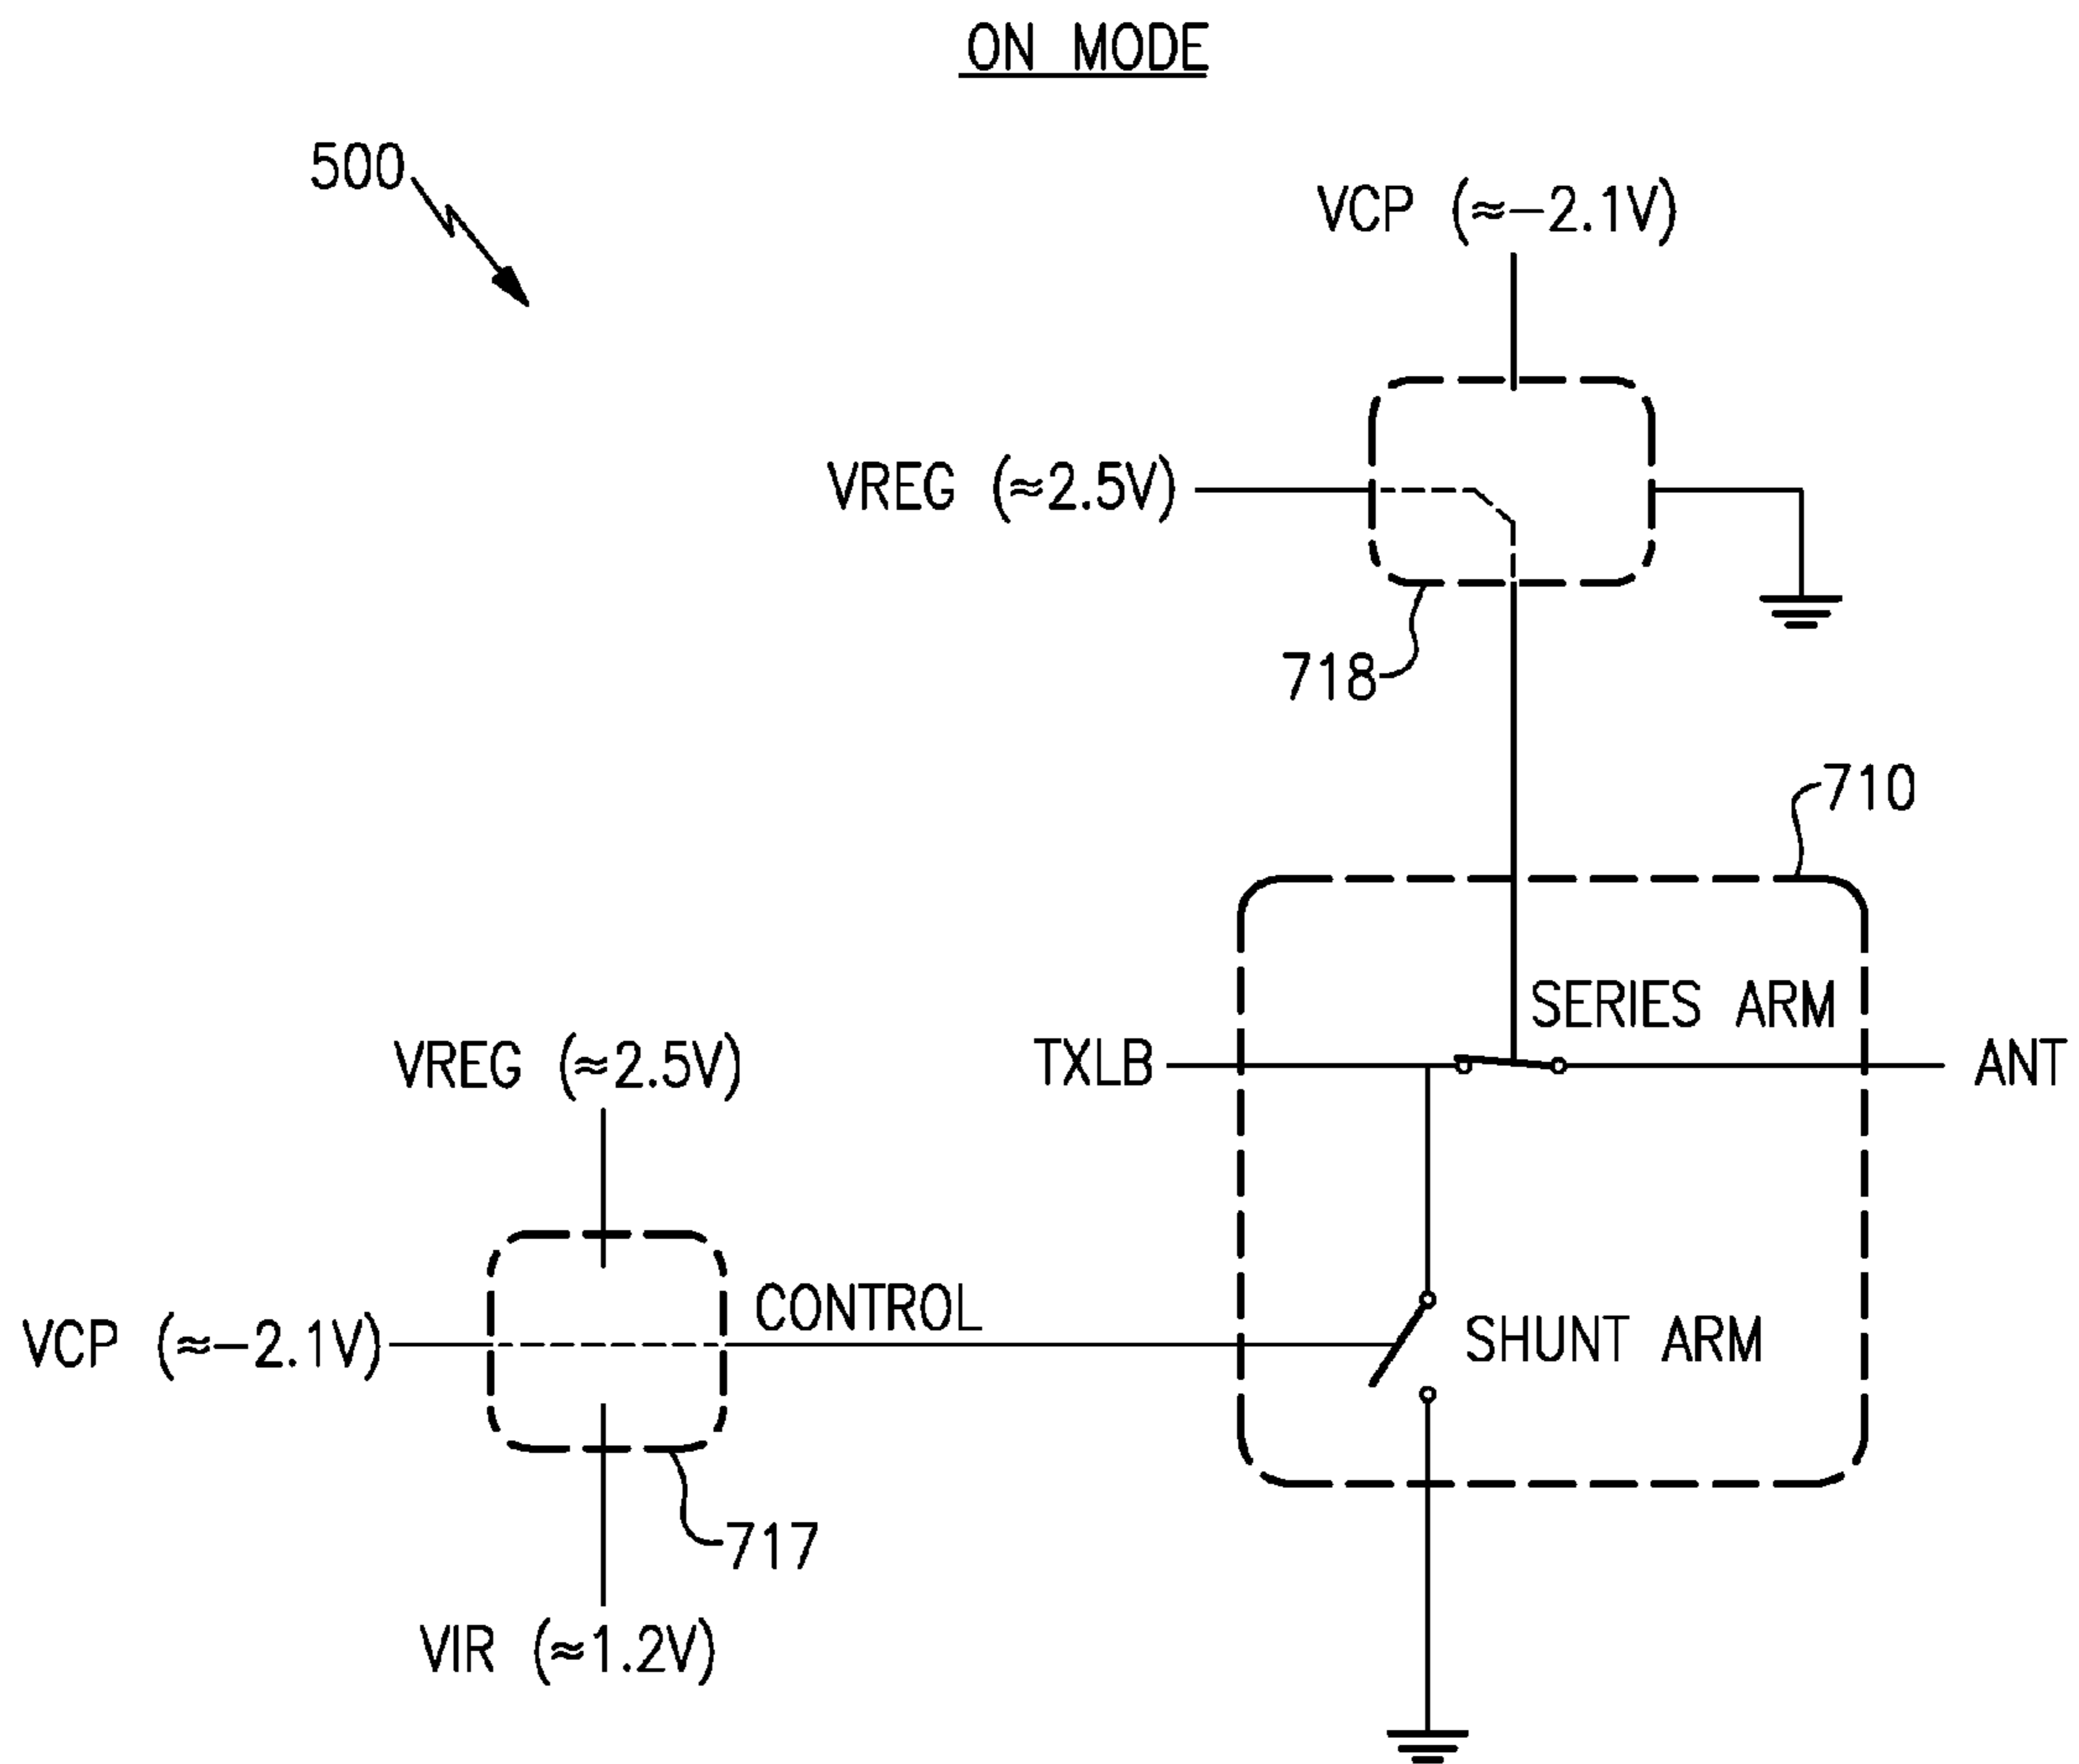 ON MODE
500
VCP (≈−2.1V)
VREG (≈2.5V)
718
710
SERIES ARM
TXLB
ANT
VREG (≈2.5V)
CONTROL
VCP (≈−2.1V)
SHUNT ARM
717
VIR (≈1.2V)